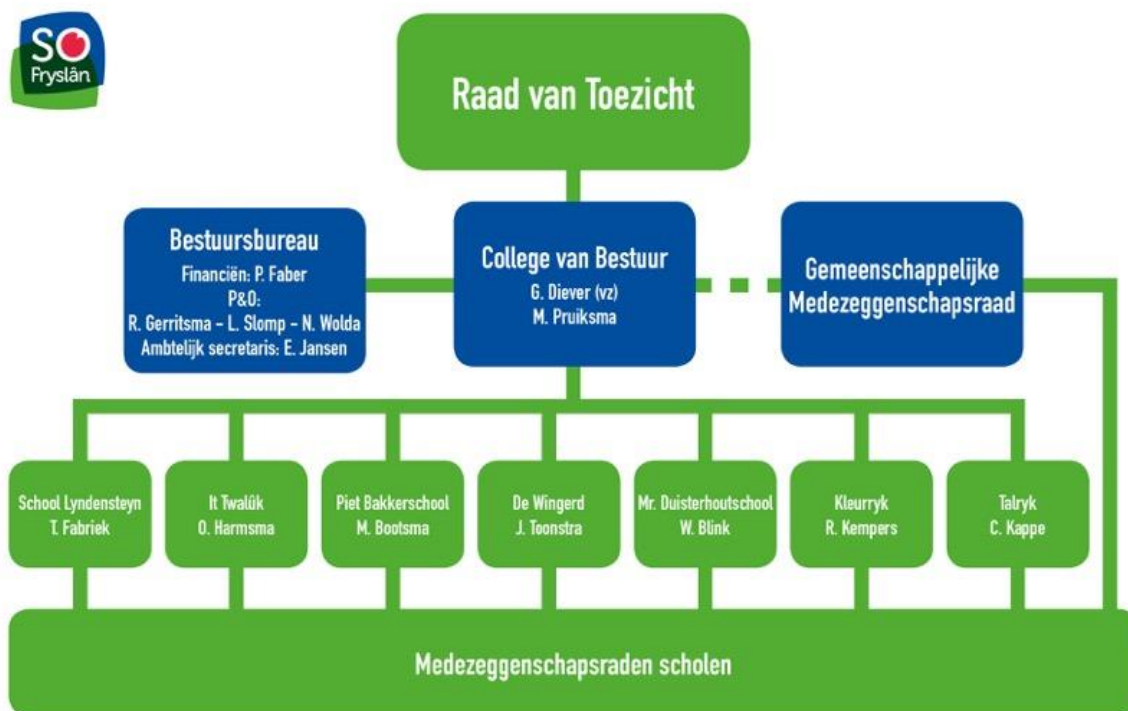 SO
Fryslân
Raad van Toezicht
Bestuursbureau
Financiën: P. Faber
P&O:
R. Gerritsma – L. Slomp – N. Wolda
Ambtelijk secretaris: E. Jansen
College van Bestuur
G. Diever (vz)
M. Pruiksma
Gemeenschappelijke
Medezeggenschapsraad
School Lyndensteyn
T. Fabriek
It Twalûk
O. Harmsma
Piet Bakkerschool
M. Bootsma
De Wingerd
J. Toonstra
Mr. Duisterhoutschool
W. Blink
Kleurryk
R. Kempers
Talryk
C. Kappe
Medezeggenschapsraden scholen